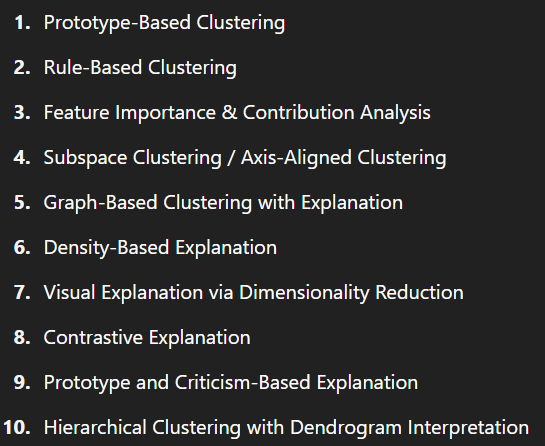 1. Prototype-Based Clustering
2. Rule-Based Clustering
3. Feature Importance & Contribution Analysis
4. Subspace Clustering / Axis-Aligned Clustering
5. Graph-Based Clustering with Explanation
6. Density-Based Explanation
7. Visual Explanation via Dimensionality Reduction
8. Contrastive Explanation
9. Prototype and Criticism-Based Explanation
10. Hierarchical Clustering with Dendrogram Interpretation